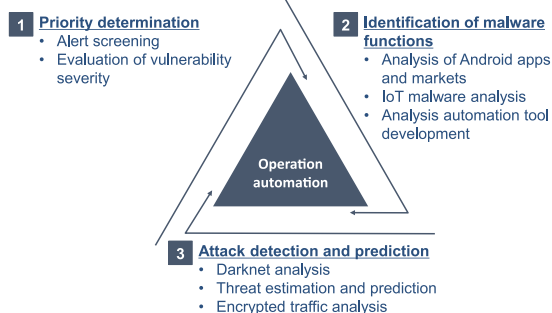 1 Priority determination
• Alert screening
• Evaluation of vulnerability
severity
2 Identification of malware
functions
• Analysis of Android apps
and markets
• IoT malware analysis
• Analysis automation tool
development
Operation
automation
3 Attack detection and prediction
• Darknet analysis
• Threat estimation and prediction
• Encrypted traffic analysis